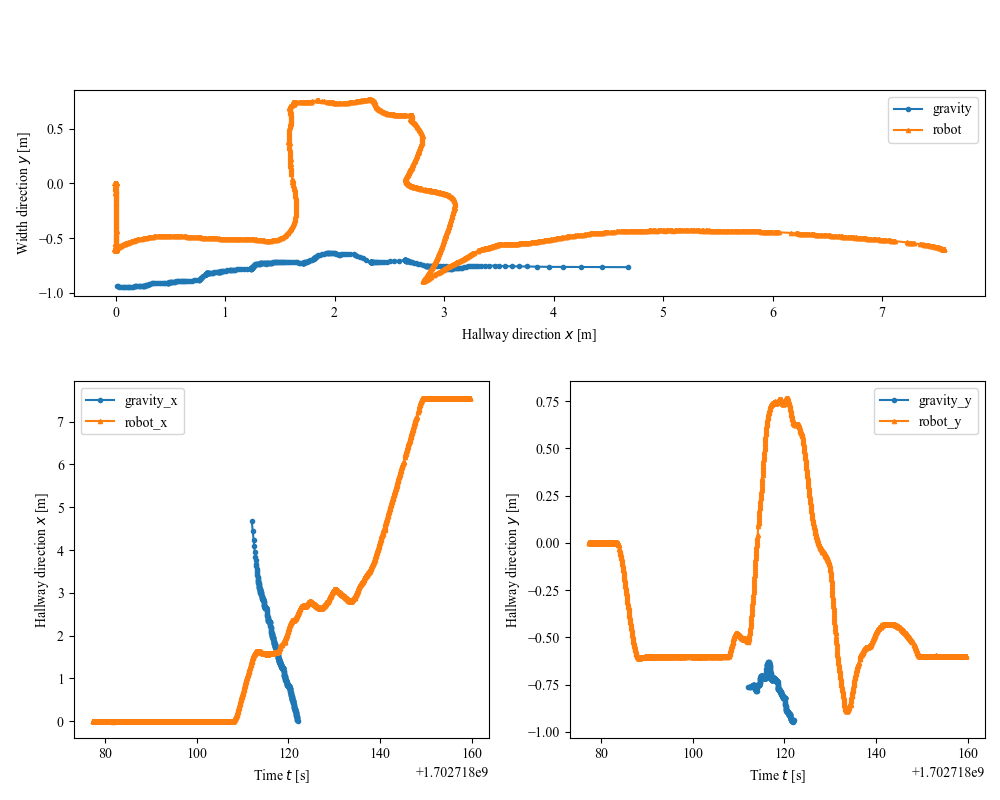 gravity
robot
Width direction y [m]
0.5
0.0
−0.5
−1.0
0 1 2 3 4 5 6 7
Hallway direction x [m]
gravity_x
robot_x
Hallway direction x [m]
7
6
5
4
3
2
1
0
80 100 120 140 160
Time t [s]
+1.702718e9
gravity_y
robot_y
Hallway direction y [m]
0.75
0.50
0.25
0.00
−0.25
−0.50
−0.75
−1.00
80 100 120 140 160
Time t [s]
+1.702718e9